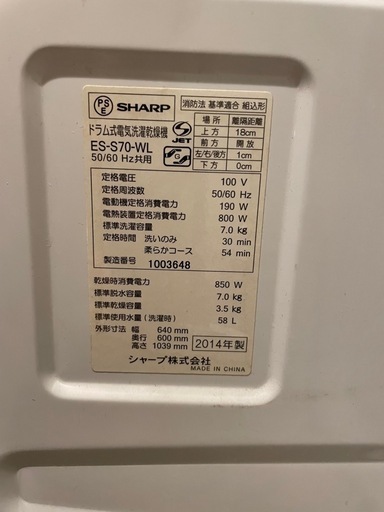 PSE SHARP
ドラム式電気洗濯乾燥機
ES-S70-WL
50/60 Hz共用
S JET
G
消防法 基準適合 組込形
場所 離隔距離
上方 18cm
前方 開放
左/右/後方 1cm
下方 0cm
定格電圧 100 V
定格周波数 50/60 Hz
電動機定格消費電力 190 W
電熱装置定格消費電力 800 W
標準洗濯容量 7.0 kg
定格時間 洗いのみ 30 min
柔らかコース 54 min
製造番号 1003648
乾燥時消費電力 850 W
標準脱水容量 7.0 kg
標準乾燥容量 3.5 kg
標準使用水量(洗濯時) 58 L
外形寸法 幅 640 mm
奥行 600 mm
高さ 1039 mm
2014年製
シャープ株式会社
MADE IN CHINA